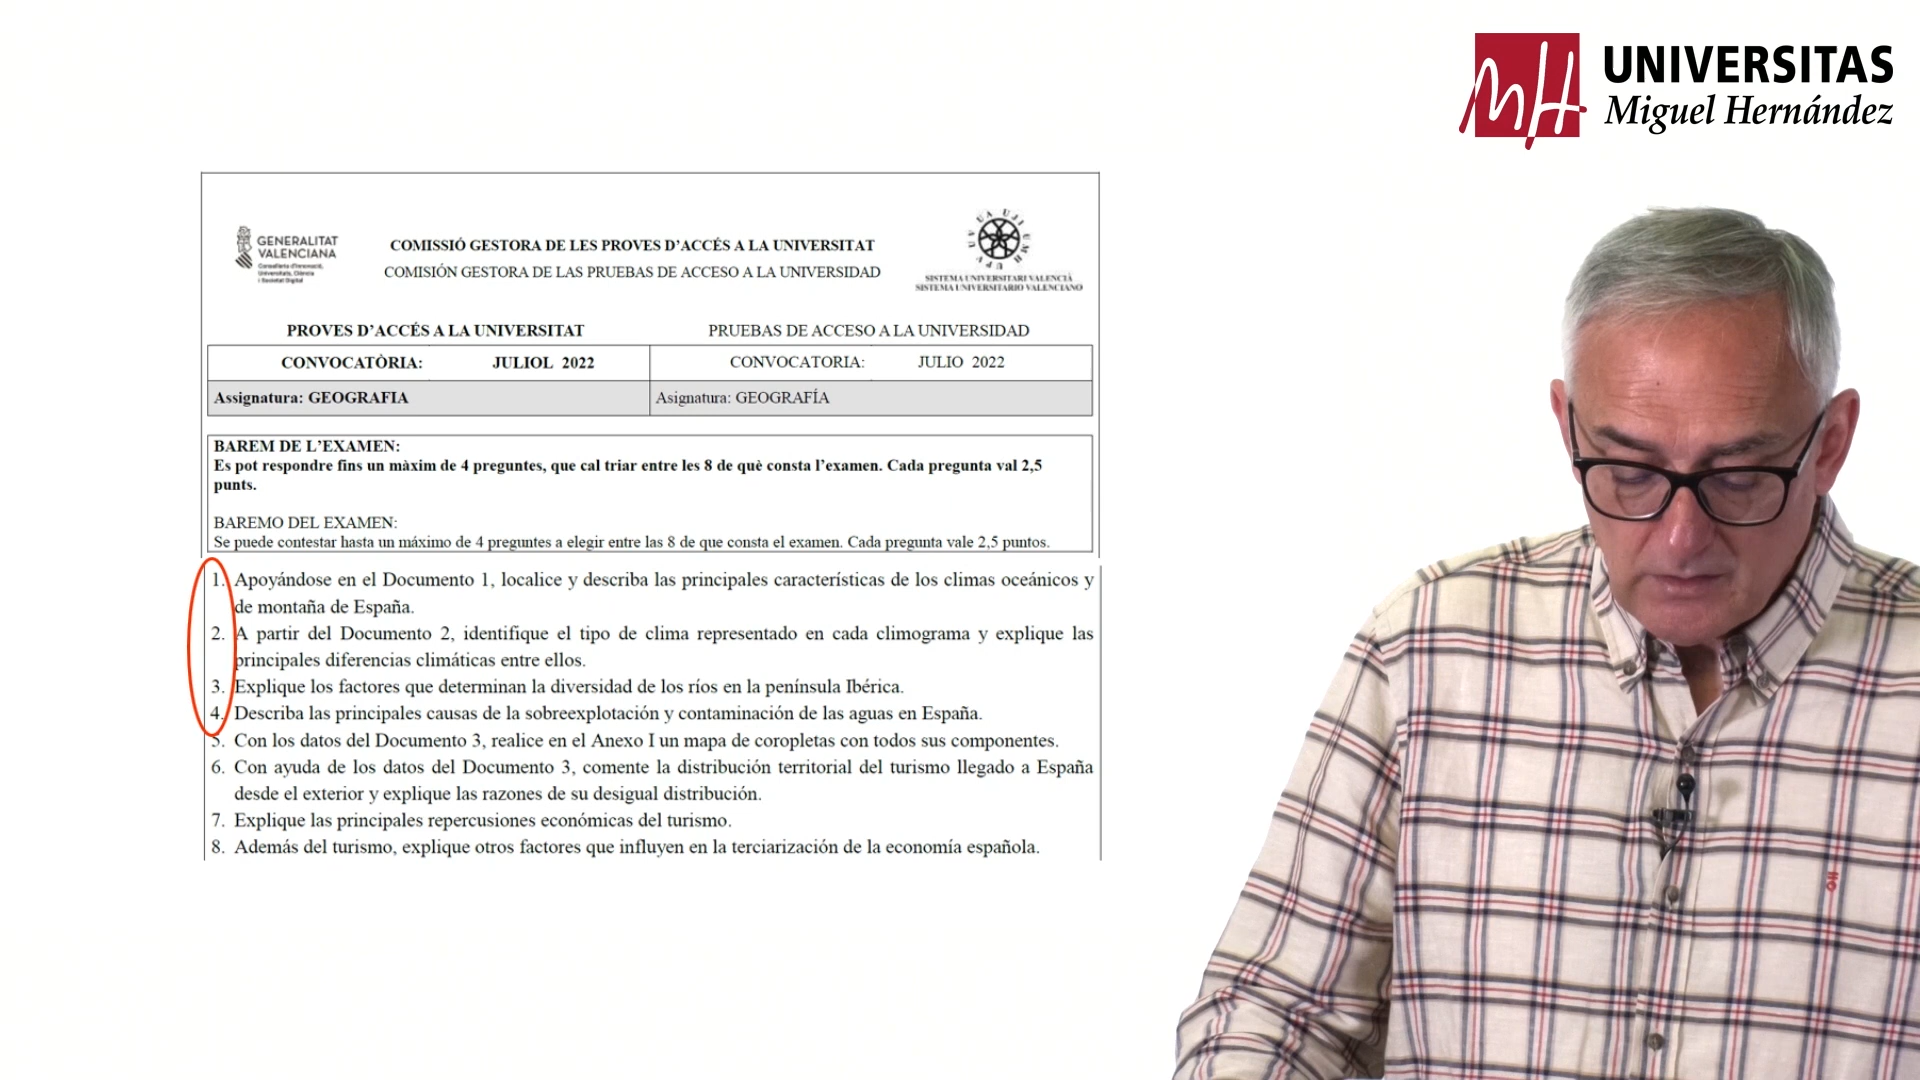 UNIVERSITAS
Miguel Hernández
GENERALITAT
VALENCIANA
Conselleria d'Innovació,
Universitats, Ciència
i Societat Digital
COMISSIÓ GESTORA DE LES PROVES D'ACCÉS A LA UNIVERSITAT
COMISIÓN GESTORA DE LAS PRUEBAS DE ACCESO A LA UNIVERSIDAD
UA UJI UMH UPV UV
SISTEMA UNIVERSITARI VALENCIÀ
SISTEMA UNIVERSITARIO VALENCIANO
PROVES D'ACCÉS A LA UNIVERSITAT PRUEBAS DE ACCESO A LA UNIVERSIDAD
CONVOCATÒRIA: JULIOL 2022 CONVOCATORIA: JULIO 2022
Assignatura: GEOGRAFIA Asignatura: GEOGRAFÍA
BAREM DE L'EXAMEN:
Es pot respondre fins un màxim de 4 preguntes, que cal triar entre les 8 de què consta l'examen. Cada pregunta val 2,5
punts.
BAREMO DEL EXAMEN:
Se puede contestar hasta un máximo de 4 preguntas a elegir entre las 8 de que consta el examen. Cada pregunta vale 2,5 puntos.
1. Apoyándose en el Documento 1, localice y describa las principales características de los climas oceánicos y
de montaña de España.
2. A partir del Documento 2, identifique el tipo de clima representado en cada climograma y explique las
principales diferencias climáticas entre ellos.
3. Explique los factores que determinan la diversidad de los ríos en la península Ibérica.
4. Describa las principales causas de la sobreexplotación y contaminación de las aguas en España.
5. Con los datos del Documento 3, realice en el Anexo I un mapa de coropletas con todos sus componentes.
6. Con ayuda de los datos del Documento 3, comente la distribución territorial del turismo llegado a España
desde el exterior y explique las razones de su desigual distribución.
7. Explique las principales repercusiones económicas del turismo.
8. Además del turismo, explique otros factores que influyen en la terciarización de la economía española.